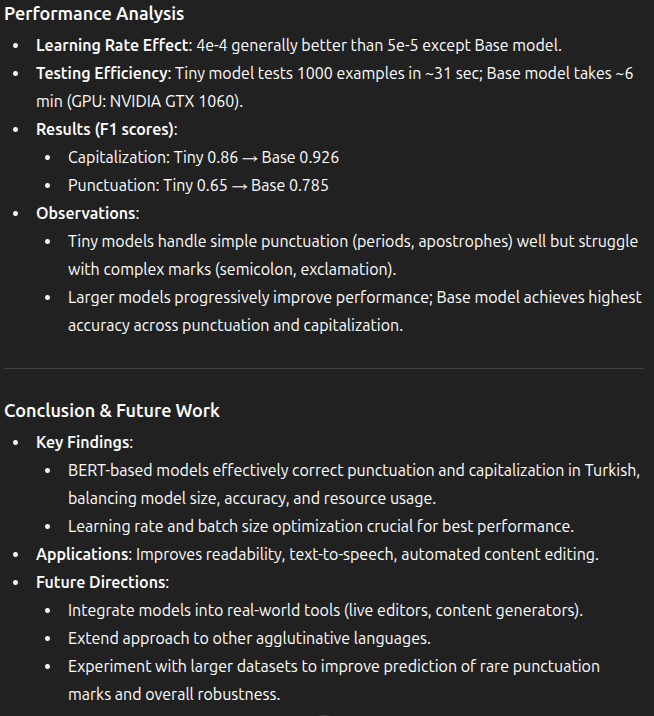 Performance Analysis
• Learning Rate Effect: 4e-4 generally better than 5e-5 except Base model.
• Testing Efficiency: Tiny model tests 1000 examples in ~31 sec; Base model takes ~6
min (GPU: NVIDIA GTX 1060).
• Results (F1 scores):
• Capitalization: Tiny 0.86 → Base 0.926
• Punctuation: Tiny 0.65 → Base 0.785
• Observations:
• Tiny models handle simple punctuation (periods, apostrophes) well but struggle
with complex marks (semicolon, exclamation).
• Larger models progressively improve performance; Base model achieves highest
accuracy across punctuation and capitalization.
Conclusion & Future Work
• Key Findings:
• BERT-based models effectively correct punctuation and capitalization in Turkish,
balancing model size, accuracy, and resource usage.
• Learning rate and batch size optimization crucial for best performance.
• Applications: Improves readability, text-to-speech, automated content editing.
• Future Directions:
• Integrate models into real-world tools (live editors, content generators).
• Extend approach to other agglutinative languages.
• Experiment with larger datasets to improve prediction of rare punctuation
marks and overall robustness.